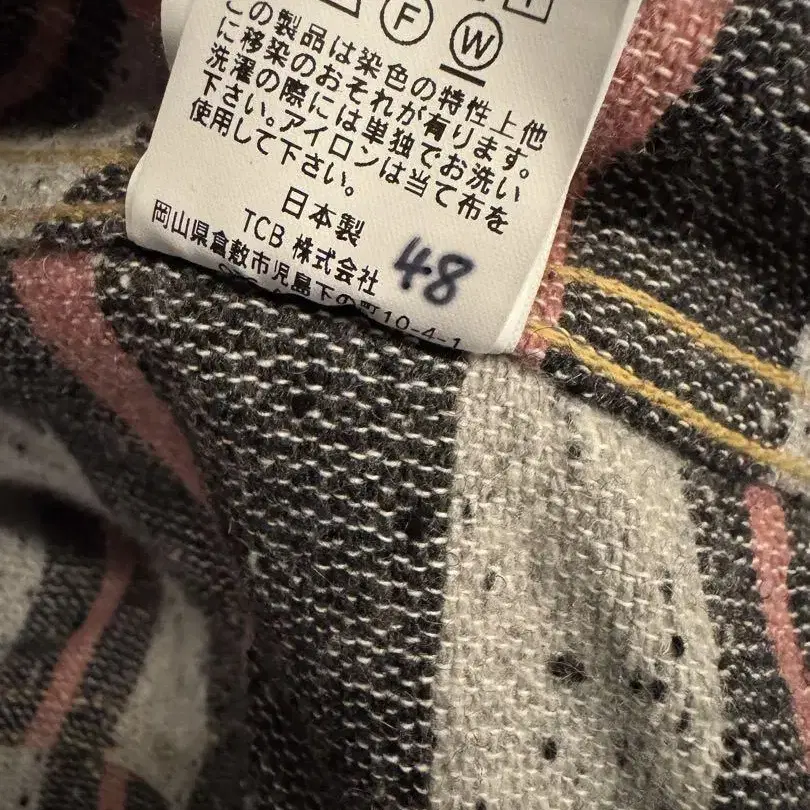 F W
この製品は染色の特性上他
に移染のおそれが有ります。
洗濯の際には単独でお洗い
下さい。アイロンは当て布を
使用して下さい。
日本製
TCB 株式会社 48
岡山県倉敷市児島下の町10-4-1